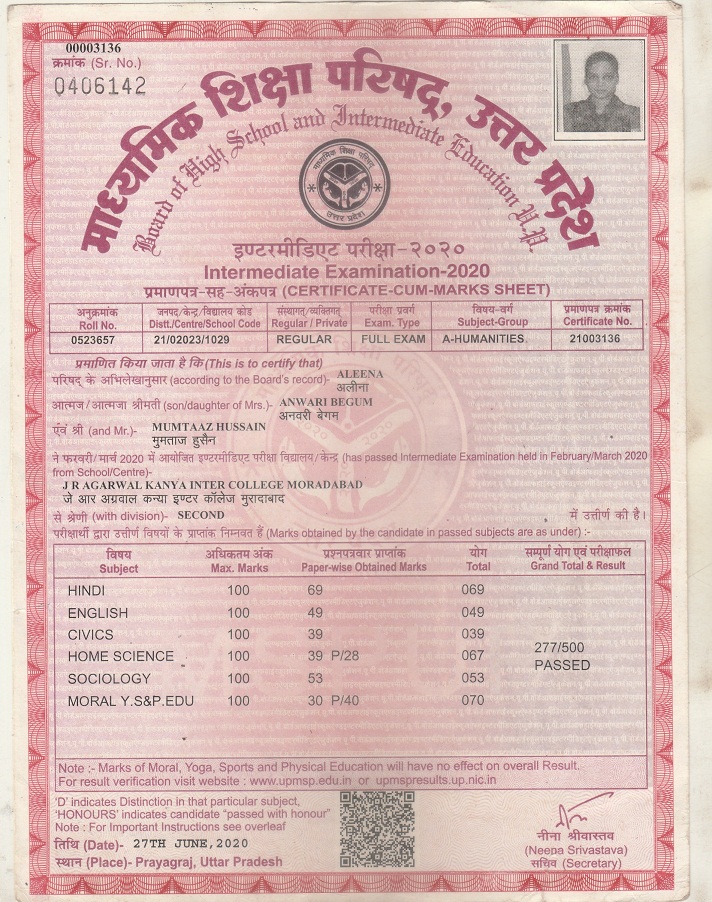 00003136
क्रमांक (Sr. No.)
0406142
माध्यमिक शिक्षा परिषद्, उत्तर प्रदेश
Board of High School and Intermediate Education U.P.
माध्यमिक शिक्षा परिषद
उत्तर प्रदेश
इण्टरमीडिएट परीक्षा-२०२०
Intermediate Examination-2020
प्रमाणपत्र-सह-अंकपत्र (CERTIFICATE-CUM-MARKS SHEET)
अनुक्रमांक जनपद/केन्द्र/विद्यालय कोड संस्थागत/व्यक्तिगत परीक्षा प्रवर्ग विषय-वर्ग प्रमाणपत्र क्रमांक
Roll No. Distt./Centre/School Code Regular / Private Exam. Type Subject-Group Certificate No.
0523657 21/02023/1029 REGULAR FULL EXAM A-HUMANITIES 21003136
प्रमाणित किया जाता है कि (This is to certify that)
परिषद् के अभिलेखानुसार (according to the Board's record)- ALEENA
अलीना
आत्मज/आत्मजा श्रीमती (son/daughter of Mrs.)- ANWARI BEGUM
अनवरी बेगम
एंवं श्री (and Mr.)- MUMTAAZ HUSSAIN
मुमताज हुसैन
ने फरवरी/मार्च 2020 में आयोजित इण्टरमीडिएट परीक्षा विद्यालय/केन्द्र (has passed Intermediate Examination held in February/March 2020
from School/Centre)-
J R AGARWAL KANYA INTER COLLEGE MORADABAD
जे आर अग्रवाल कन्या इण्टर कॉलेज मुरादाबाद
से श्रेणी (with division)- SECOND में उत्तीर्ण की है।
परीक्षार्थी द्वारा उत्तीर्ण विषयों के प्राप्तांक निम्नवत हैं (Marks obtained by the candidate in passed subjects are as under) :-
विषय अधिकतम अंक प्रश्नपत्रवार प्राप्तांक योग सम्पूर्ण योग एवं परीक्षाफल
Subject Max. Marks Paper-wise Obtained Marks Total Grand Total & Result
HINDI 100 69 069
ENGLISH 100 49 049
CIVICS 100 39 039
HOME SCIENCE 100 39 P/28 067 277/500
PASSED
SOCIOLOGY 100 53 053
MORAL Y.S&P.EDU 100 30 P/40 070
Note :- Marks of Moral, Yoga, Sports and Physical Education will have no effect on overall Result.
For result verification visit website : www.upmsp.edu.in or upmspresults.up.nic.in
'D' indicates Distinction in that particular subject,
'HONOURS' indicates candidate "passed with honour"
Note : For Important Instructions see overleaf
तिथि (Date)- 27TH JUNE,2020
स्थान (Place)- Prayagraj, Uttar Pradesh
नीना श्रीवास्तव
(Neena Srivastava)
सचिव (Secretary)